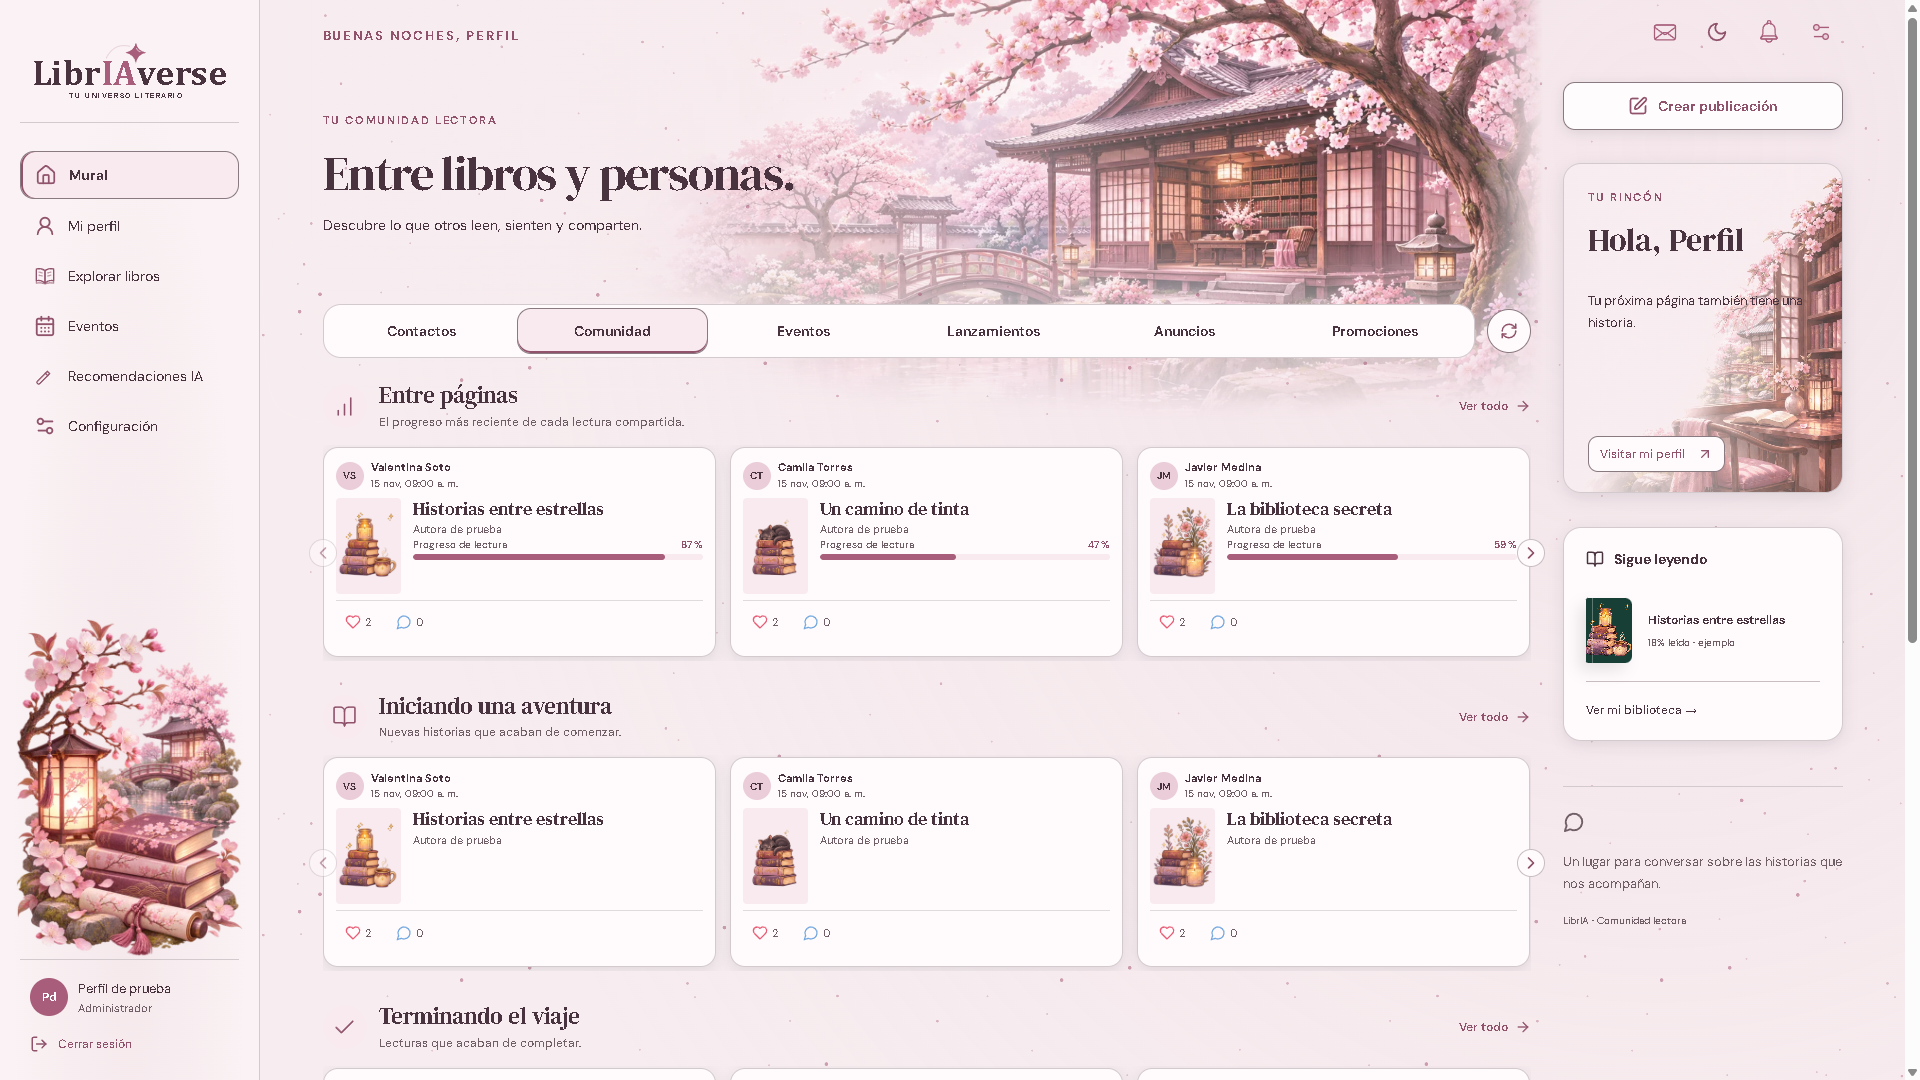 LibrIAverse
TU UNIVERSO LITERARIO
Mural
Mi perfil
Explorar libros
Eventos
Recomendaciones IA
Configuración
Pd
Perfil de prueba
Administrador
Cerrar sesión
BUENAS NOCHES, PERFIL
TU COMUNIDAD LECTORA
Entre libros y personas.
Descubre lo que otros leen, sienten y comparten.
Contactos
Comunidad
Eventos
Lanzamientos
Anuncios
Promociones
Entre páginas
El progreso más reciente de cada lectura compartida.
Ver todo →
VS
Valentina Soto
15 nov, 09:00 a. m.
Historias entre estrellas
Autora de prueba
Progreso de lectura 87%
2 0
CT
Camila Torres
15 nov, 09:00 a. m.
Un camino de tinta
Autora de prueba
Progreso de lectura 47%
2 0
JM
Javier Medina
15 nov, 09:00 a. m.
La biblioteca secreta
Autora de prueba
Progreso de lectura 59%
2 0
Iniciando una aventura
Nuevas historias que acaban de comenzar.
Ver todo →
VS
Valentina Soto
15 nov, 09:00 a. m.
Historias entre estrellas
Autora de prueba
2 0
CT
Camila Torres
15 nov, 09:00 a. m.
Un camino de tinta
Autora de prueba
2 0
JM
Javier Medina
15 nov, 09:00 a. m.
La biblioteca secreta
Autora de prueba
2 0
Terminando el viaje
Lecturas que acaban de completar.
Ver todo →
Crear publicación
TU RINCÓN
Hola, Perfil
Tu próxima página también tiene una
historia.
Visitar mi perfil
Sigue leyendo
Historias entre estrellas
18% leído · ejemplo
Ver mi biblioteca →
Un lugar para conversar sobre las historias que
nos acompañan.
LibrIA · Comunidad lectora